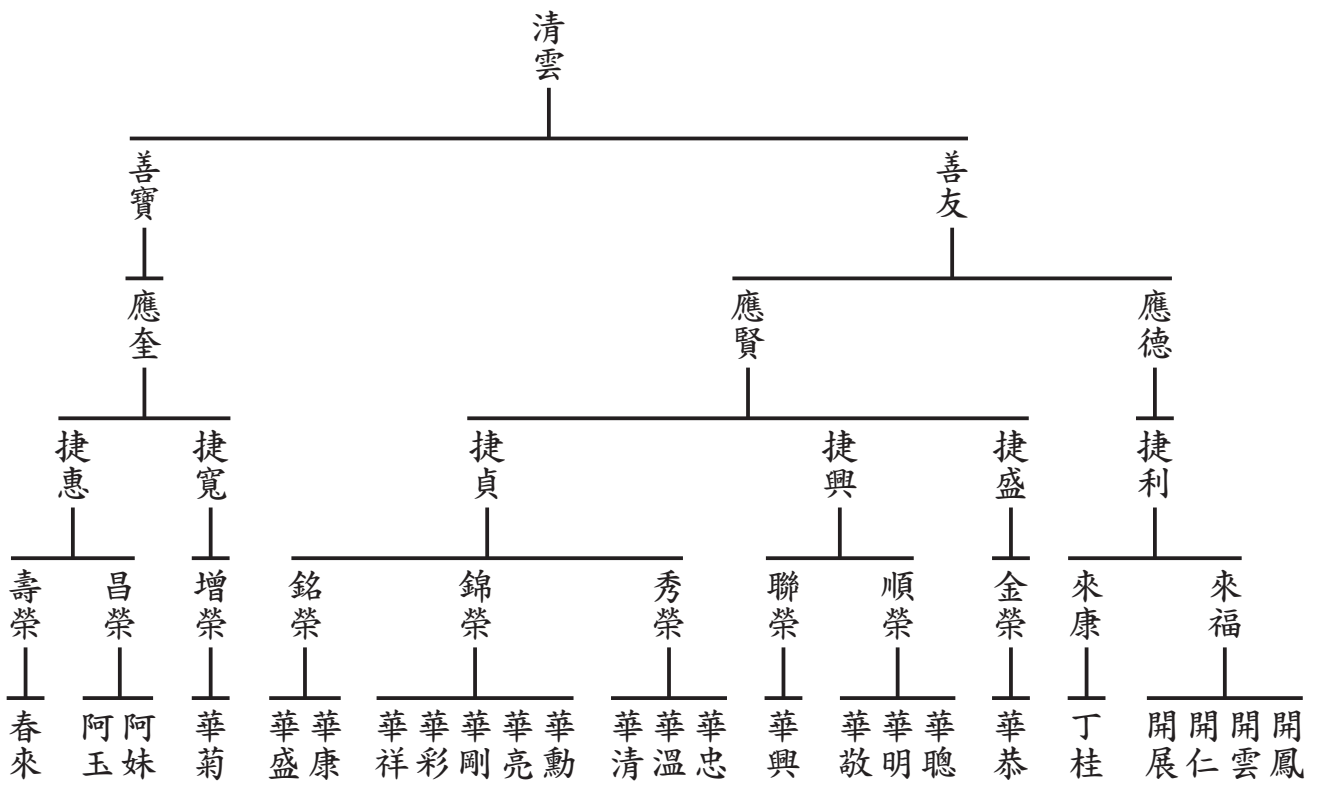 清雲
善寶
善友
應奎
應賢
應德
捷惠
捷寬
捷貞
捷興
捷盛
捷利
壽榮
昌榮
增榮
銘榮
錦榮
秀榮
聯榮
順榮
金榮
來康
來福
春來
阿玉
阿妹
華菊
華盛
華康
華祥
華彩
華剛
華亮
華勳
華清
華溫
華忠
華興
華敬
華明
華聰
華恭
丁桂
開展
開仁
開雲
開鳳